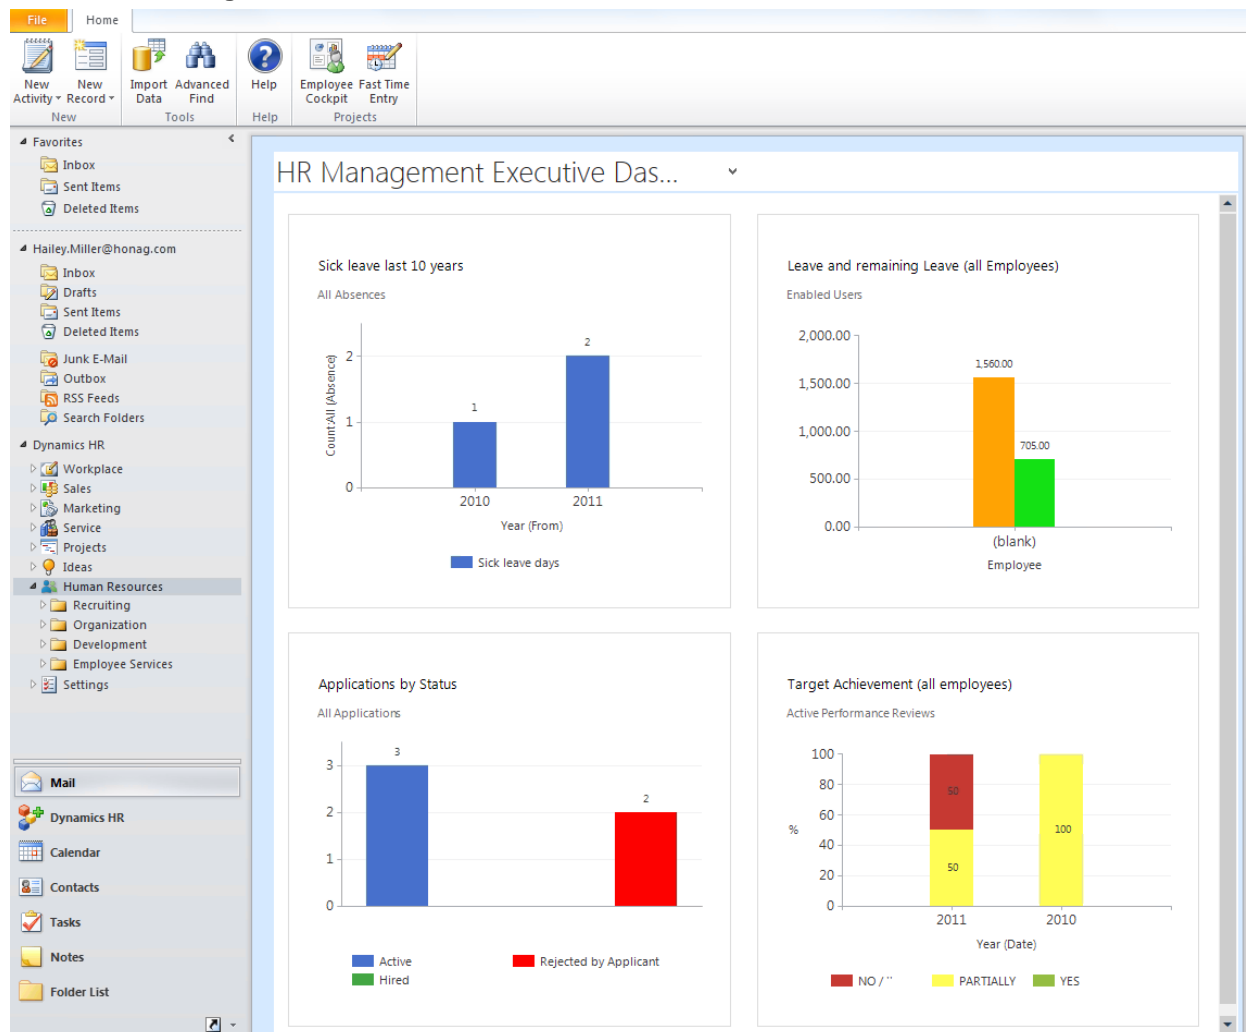 File Home
New Activity New Record Import Data Advanced Find Help Employee Cockpit Fast Time Entry
New Tools Help Projects
Favorites
Inbox
Sent Items
Deleted Items
Hailey.Miller@honag.com
Inbox
Drafts
Sent Items
Deleted Items
Junk E-Mail
Outbox
RSS Feeds
Search Folders
Dynamics HR
Workplace
Sales
Marketing
Service
Projects
Ideas
Human Resources
Recruiting
Organization
Development
Employee Services
Settings
Mail
Dynamics HR
Calendar
Contacts
Tasks
Notes
Folder List
HR Management Executive Das...
Sick leave last 10 years
All Absences
Count:All (Absence)
2
1
0
1
2
2010 2011
Year (From)
Sick leave days
Leave and remaining Leave (all Employees)
Enabled Users
2,000.00
1,500.00
1,000.00
500.00
0.00
1,560.00
705.00
(blank)
Employee
Applications by Status
All Applications
3
2
1
0
3
2
Active
Hired
Rejected by Applicant
Target Achievement (all employees)
Active Performance Reviews
%
100
80
60
40
20
0
50
50
100
2011 2010
Year (Date)
NO / ¨ PARTIALLY YES